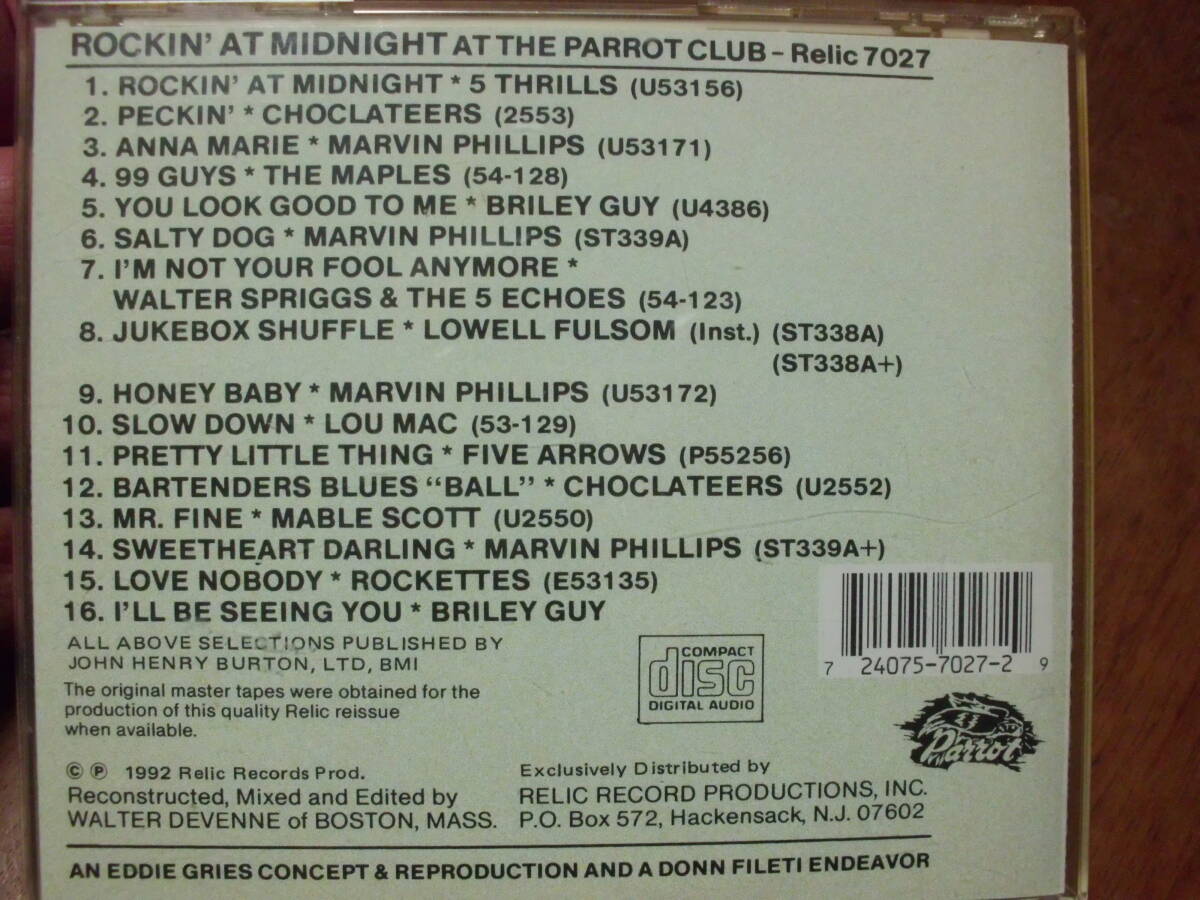 ROCKIN' AT MIDNIGHT AT THE PARROT CLUB – Relic 7027
1. ROCKIN' AT MIDNIGHT * 5 THRILLS (U53156)
2. PECKIN' * CHOCLATEERS (2553)
3. ANNA MARIE * MARVIN PHILLIPS (U53171)
4. 99 GUYS * THE MAPLES (54-128)
5. YOU LOOK GOOD TO ME * BRILEY GUY (U4386)
6. SALTY DOG * MARVIN PHILLIPS (ST339A)
7. I'M NOT YOUR FOOL ANYMORE *
WALTER SPRIGGS & THE 5 ECHOES (54-123)
8. JUKEBOX SHUFFLE * LOWELL FULSOM (Inst.) (ST338A)
(ST338A+)
9. HONEY BABY * MARVIN PHILLIPS (U53172)
10. SLOW DOWN * LOU MAC (53-129)
11. PRETTY LITTLE THING * FIVE ARROWS (P55256)
12. BARTENDERS BLUES "BALL" * CHOCLATEERS (U2552)
13. MR. FINE * MABLE SCOTT (U2550)
14. SWEETHEART DARLING * MARVIN PHILLIPS (ST339A+)
15. LOVE NOBODY * ROCKETTES (E53135)
16. I'LL BE SEEING YOU * BRILEY GUY
ALL ABOVE SELECTIONS PUBLISHED BY
JOHN HENRY BURTON, LTD, BMI
The original master tapes were obtained for the
production of this quality Relic reissue
when available.
COMPACT
disc
DIGITAL AUDIO
7 24075-7027-2 9
Parrot
© ℗ 1992 Relic Records Prod.
Reconstructed, Mixed and Edited by
WALTER DEVENNE of BOSTON, MASS.
Exclusively Distributed by
RELIC RECORD PRODUCTIONS, INC.
P.O. Box 572, Hackensack, N.J. 07602
AN EDDIE GRIES CONCEPT & REPRODUCTION AND A DONN FILETI ENDEAVOR